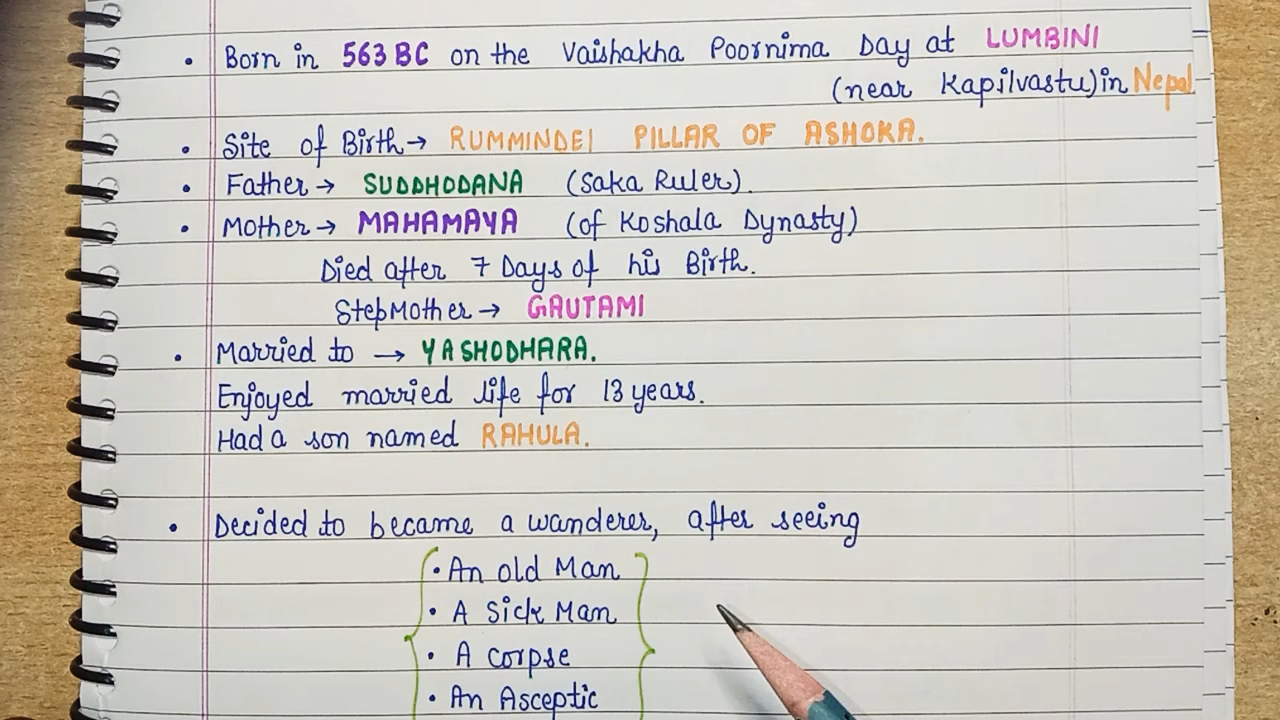 • Born in 563 BC on the Vaishakha Poornima Day at LUMBINI
(near Kapilvastu) in Nepal.
• Site of Birth → RUMMINDEI PILLAR OF ASHOKA.
• Father → SUDDHODANA (Saka Ruler).
• Mother → MAHAMAYA (of Koshala Dynasty)
Died after 7 Days of his Birth.
StepMother → GAUTAMI
• Married to → YASHODHARA.
Enjoyed married life for 13 years.
Had a son named RAHULA.
• Decided to became a wanderer, after seeing
• An old Man
• A Sick Man
• A corpse
• An Asceptic